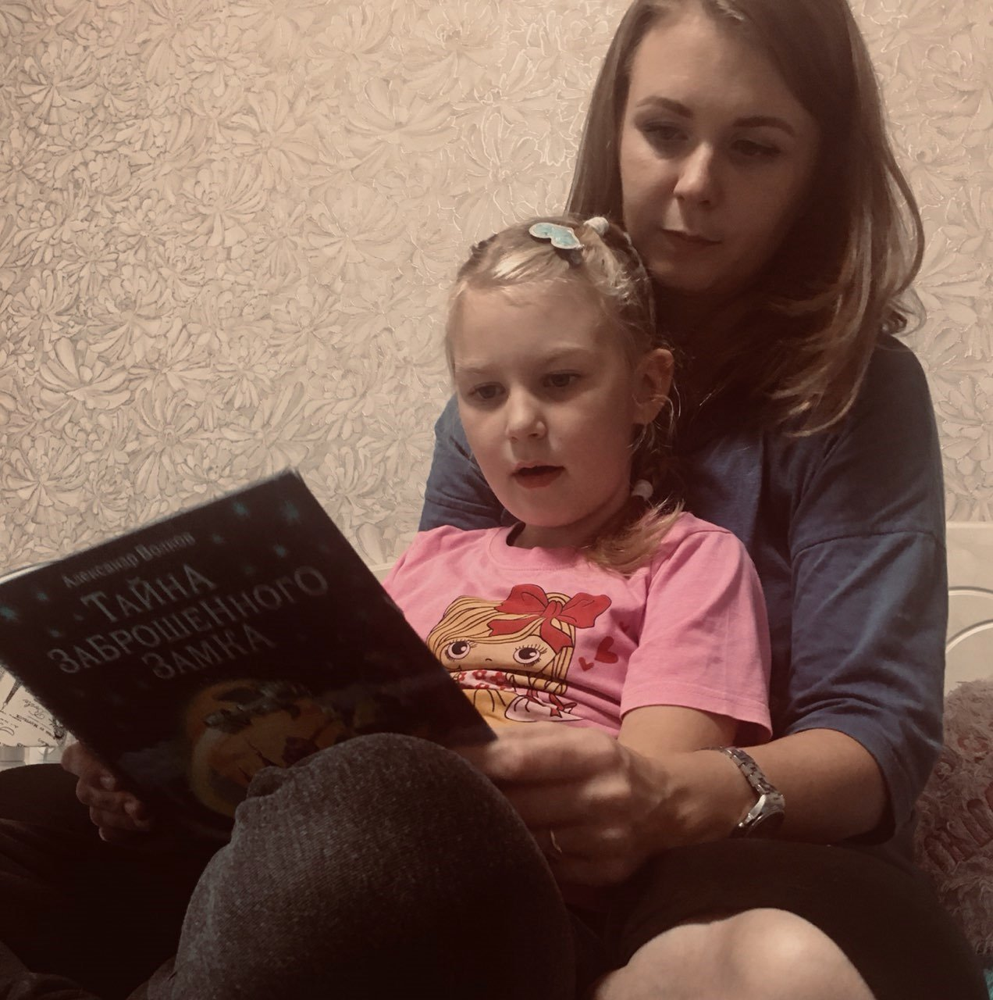 Александр Волков
Тайна
заброшенного
замка